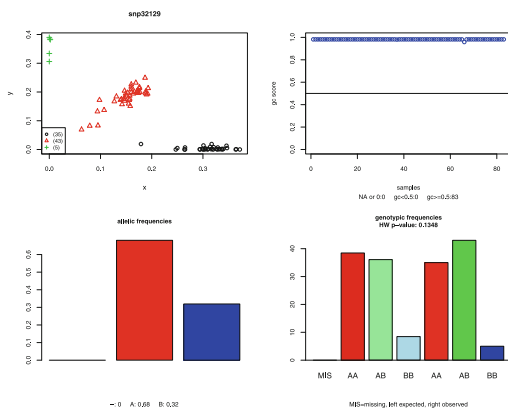 snp32129
y
0.0 0.1 0.2 0.3 0.4
(35)
(43)
(5)
0.0 0.1 0.2 0.3
x
gc score
0.0 0.2 0.4 0.6 0.8 1.0
0 20 40 60 80
samples
NA or 0:0 gc<0.5:0 gc>=0.5:83
allelic frequencies
0.0 0.1 0.2 0.3 0.4 0.5 0.6
−: 0 A: 0,68 B: 0,32
genotypic frequencies
HW p−value: 0.1348
0 10 20 30 40
MIS AA AB BB AA AB BB
MIS=missing, left expected, right observed